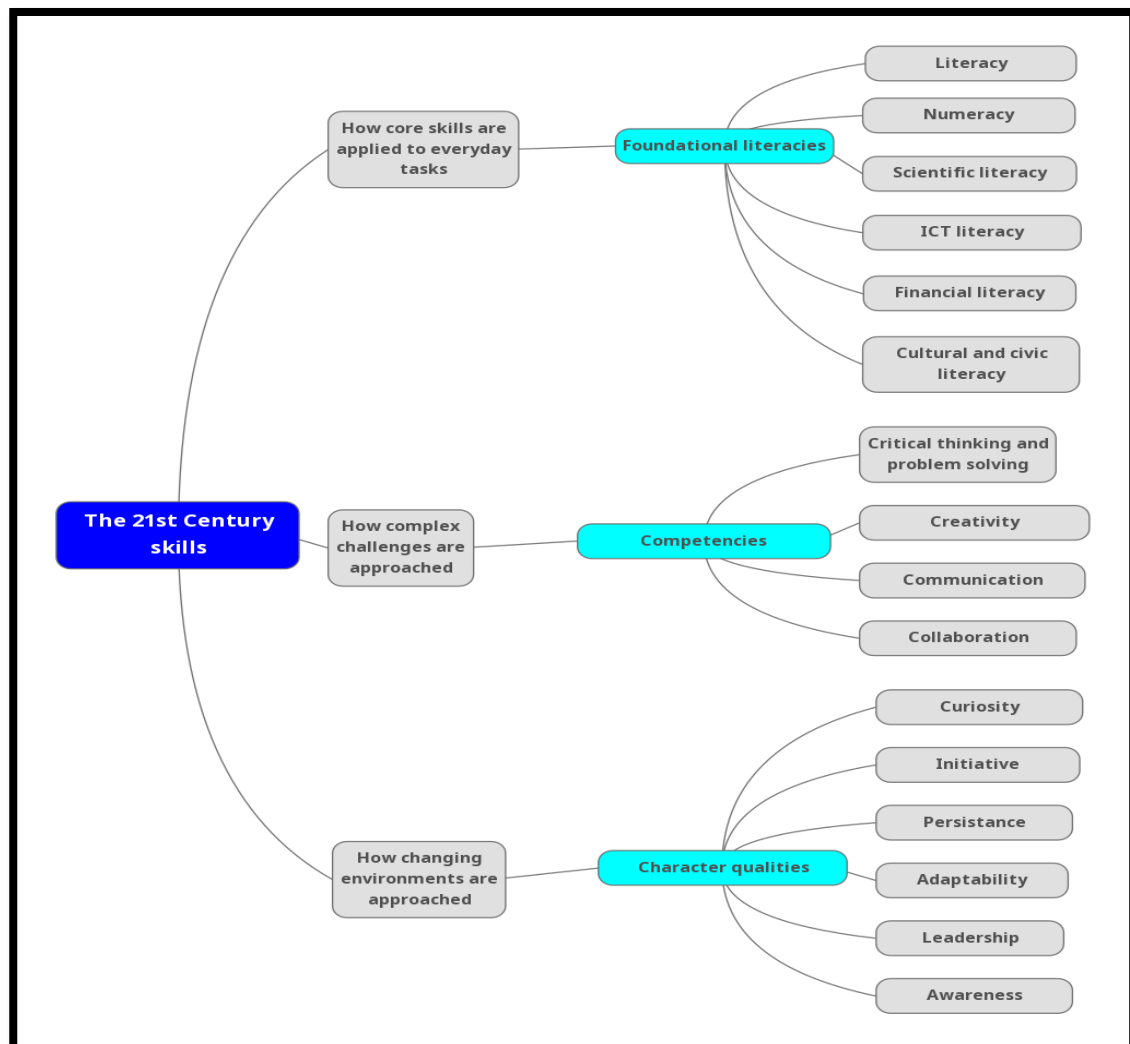 The 21st Century
skills
How core skills are
applied to everyday
tasks
Foundational literacies
Literacy
Numeracy
Scientific literacy
ICT literacy
Financial literacy
Cultural and civic
literacy
How complex
challenges are
approached
Competencies
Critical thinking and
problem solving
Creativity
Communication
Collaboration
How changing
environments are
approached
Character qualities
Curiosity
Initiative
Persistance
Adaptability
Leadership
Awareness